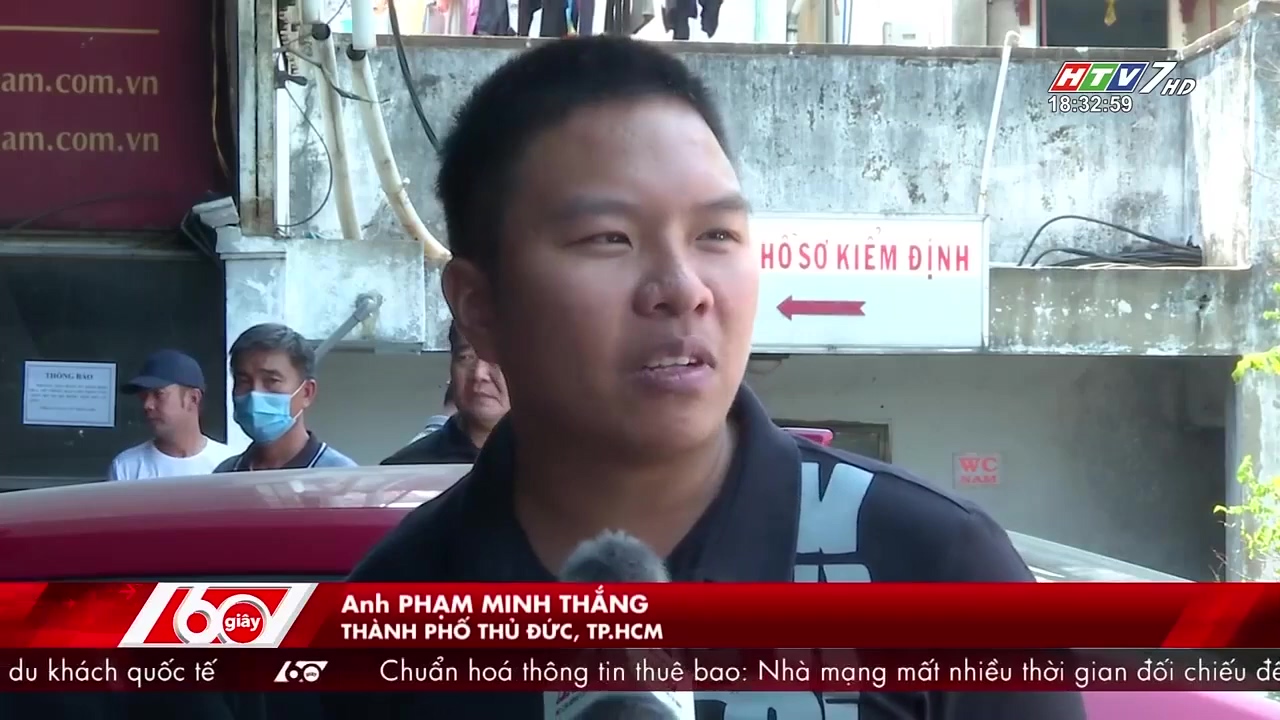 am.com.vn
am.com.vn
HTV7 HD
18:32:59
HỒ SƠ KIỂM ĐỊNH
THÔNG BÁO
WC
NAM
60 giây
Anh PHẠM MINH THẮNG
THÀNH PHỐ THỦ ĐỨC, TP.HCM
du khách quốc tế 60 Chuẩn hoá thông tin thuê bao: Nhà mạng mất nhiều thời gian đối chiếu để